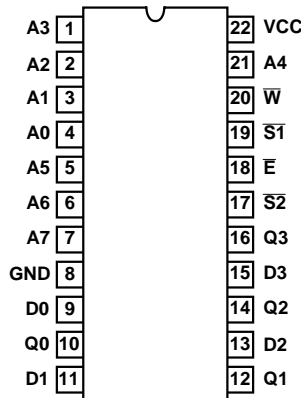 A3 1 22 VCC
A2 2 21 A4
A1 3 20 W̅
A0 4 19 S̅1̅
A5 5 18 E̅
A6 6 17 S̅2̅
A7 7 16 Q3
GND 8 15 D3
D0 9 14 Q2
Q0 10 13 D2
D1 11 12 Q1